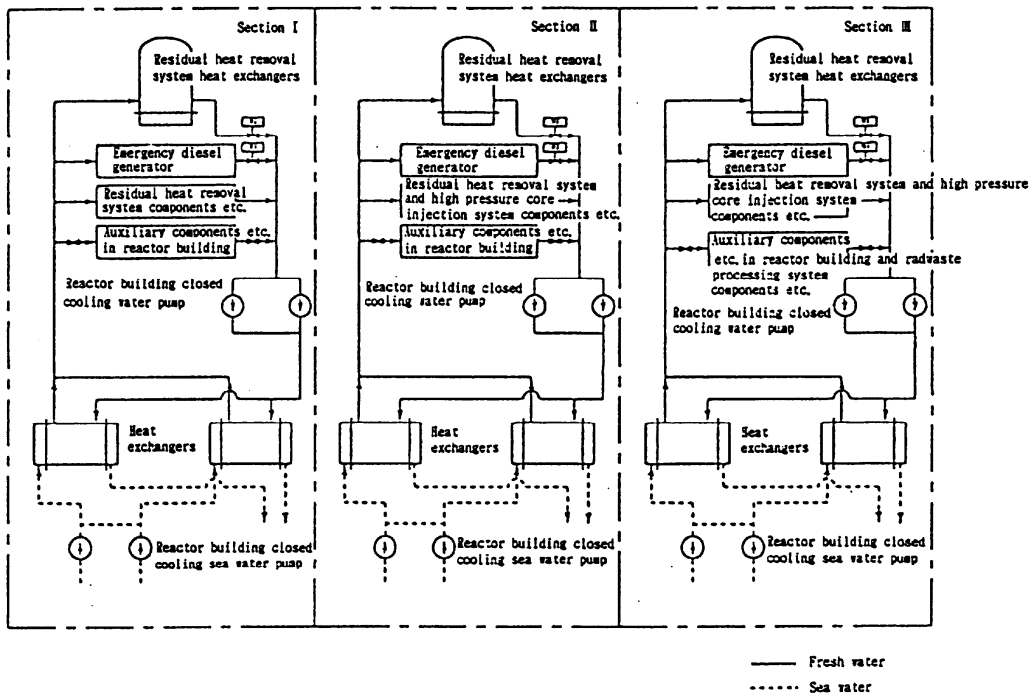 Section I
Residual heat removal
system heat exchangers
Emergency diesel
generator
Residual heat removal
system components etc.
Auxiliary components etc.
in reactor building
Reactor building closed
cooling water pump
Heat
exchangers
Reactor building closed
cooling sea water pump
Section II
Residual heat removal
system heat exchangers
Emergency diesel
generator
Residual heat removal system
and high pressure core
injection system components etc.
Auxiliary components etc.
in reactor building
Reactor building closed
cooling water pump
Heat
exchangers
Reactor building closed
cooling sea water pump
Section III
Residual heat removal
system heat exchangers
Emergency diesel
generator
Residual heat removal system and high pressure
core injection system
components etc.
Auxiliary components
etc. in reactor building and radwaste
processing system
components etc.
Reactor building closed
cooling water pump
Heat
exchangers
Reactor building closed
cooling sea water pump
Fresh water
Sea water